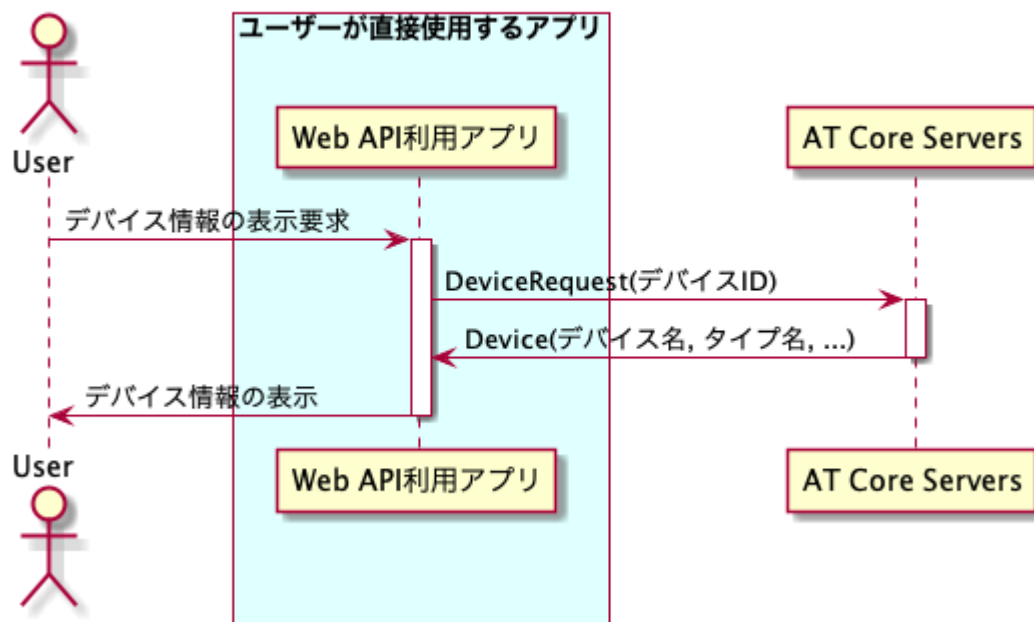 ユーザーが直接使用するアプリ
User
Web API利用アプリ
AT Core Servers
デバイス情報の表示要求
DeviceRequest(デバイスID)
Device(デバイス名, タイプ名, ...)
デバイス情報の表示
User
Web API利用アプリ
AT Core Servers